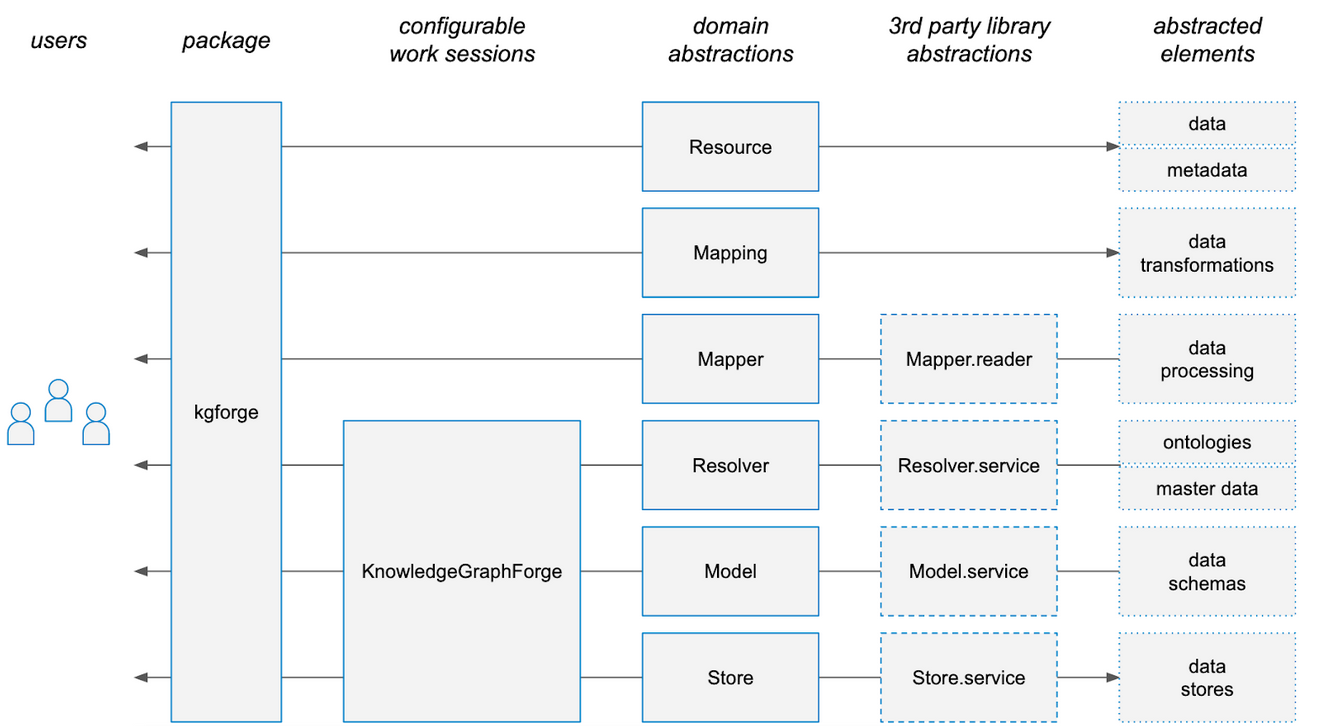 users
package
configurable
work sessions
domain
abstractions
3rd party library
abstractions
abstracted
elements
kgforge
KnowledgeGraphForge
Resource
data
metadata
Mapping
data
transformations
Mapper
Mapper.reader
data
processing
Resolver
Resolver.service
ontologies
master data
Model
Model.service
data
schemas
Store
Store.service
data
stores